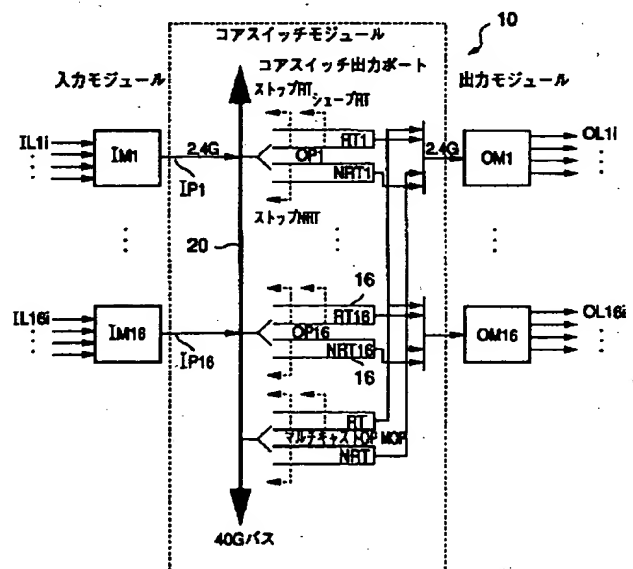 コアスイッチモジュール
10
コアスイッチ出力ポート
入力モジュール
出力モジュール
ストップRT
シェープRT
IL1i
IM1
2.4G
IP1
RT1
OP1
NRT1
2.4G
OM1
OL1i
ストップNRT
20
IL16i
IM16
IP16
16
RT16
OP16
NRT16
16
OM16
OL16i
RT
マルチキャスト MOP
NRT
40Gバス